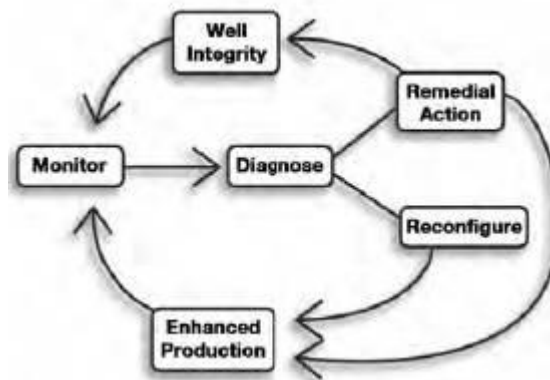 Well
Integrity
Remedial
Action
Monitor
Diagnose
Reconfigure
Enhanced
Production